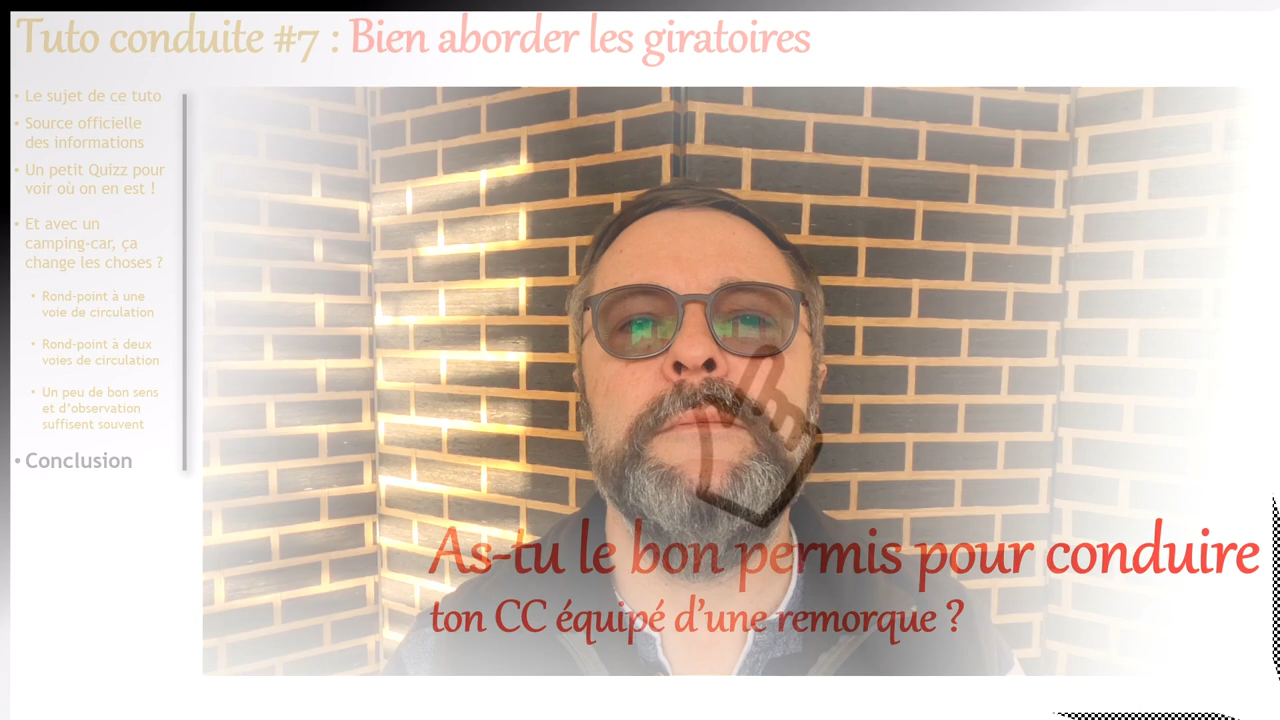 Tuto conduite #7 : Bien aborder les giratoires
• Le sujet de ce tuto
• Source officielle
des informations
• Un petit Quizz pour
voir où on en est !
• Et avec un
camping-car, ça
change les choses ?
• Rond-point à une
voie de circulation
• Rond-point à deux
voies de circulation
• Un peu de bon sens
et d'observation
suffisent souvent
• Conclusion
As-tu le bon permis pour conduire
ton CC équipé d'une remorque ?